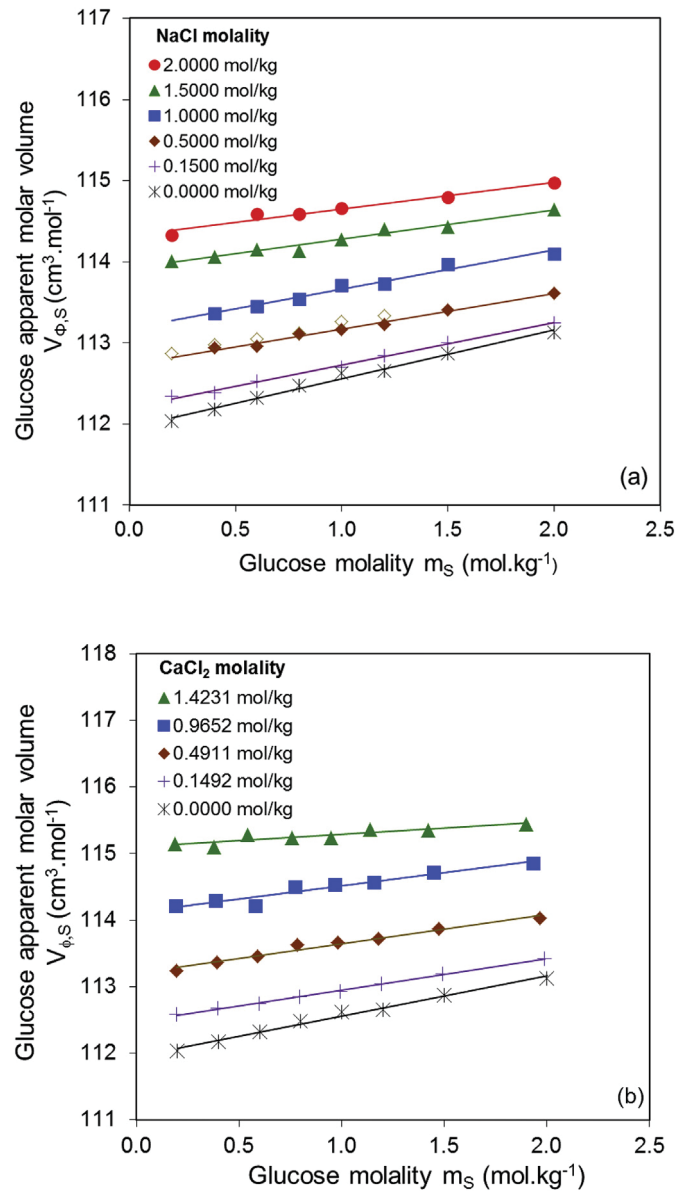 117
116
115
114
113
112
111
Glucose apparent molar volume
V_Φ,S (cm³.mol⁻¹)
NaCl molality
2.0000 mol/kg
1.5000 mol/kg
1.0000 mol/kg
0.5000 mol/kg
0.1500 mol/kg
0.0000 mol/kg
(a)
0.0 0.5 1.0 1.5 2.0 2.5
Glucose molality m_S (mol.kg⁻¹)
118
117
116
115
114
113
112
111
Glucose apparent molar volume
V_ϕ,S (cm³.mol⁻¹)
CaCl₂ molality
1.4231 mol/kg
0.9652 mol/kg
0.4911 mol/kg
0.1492 mol/kg
0.0000 mol/kg
(b)
0.0 0.5 1.0 1.5 2.0 2.5
Glucose molality m_S (mol.kg⁻¹)